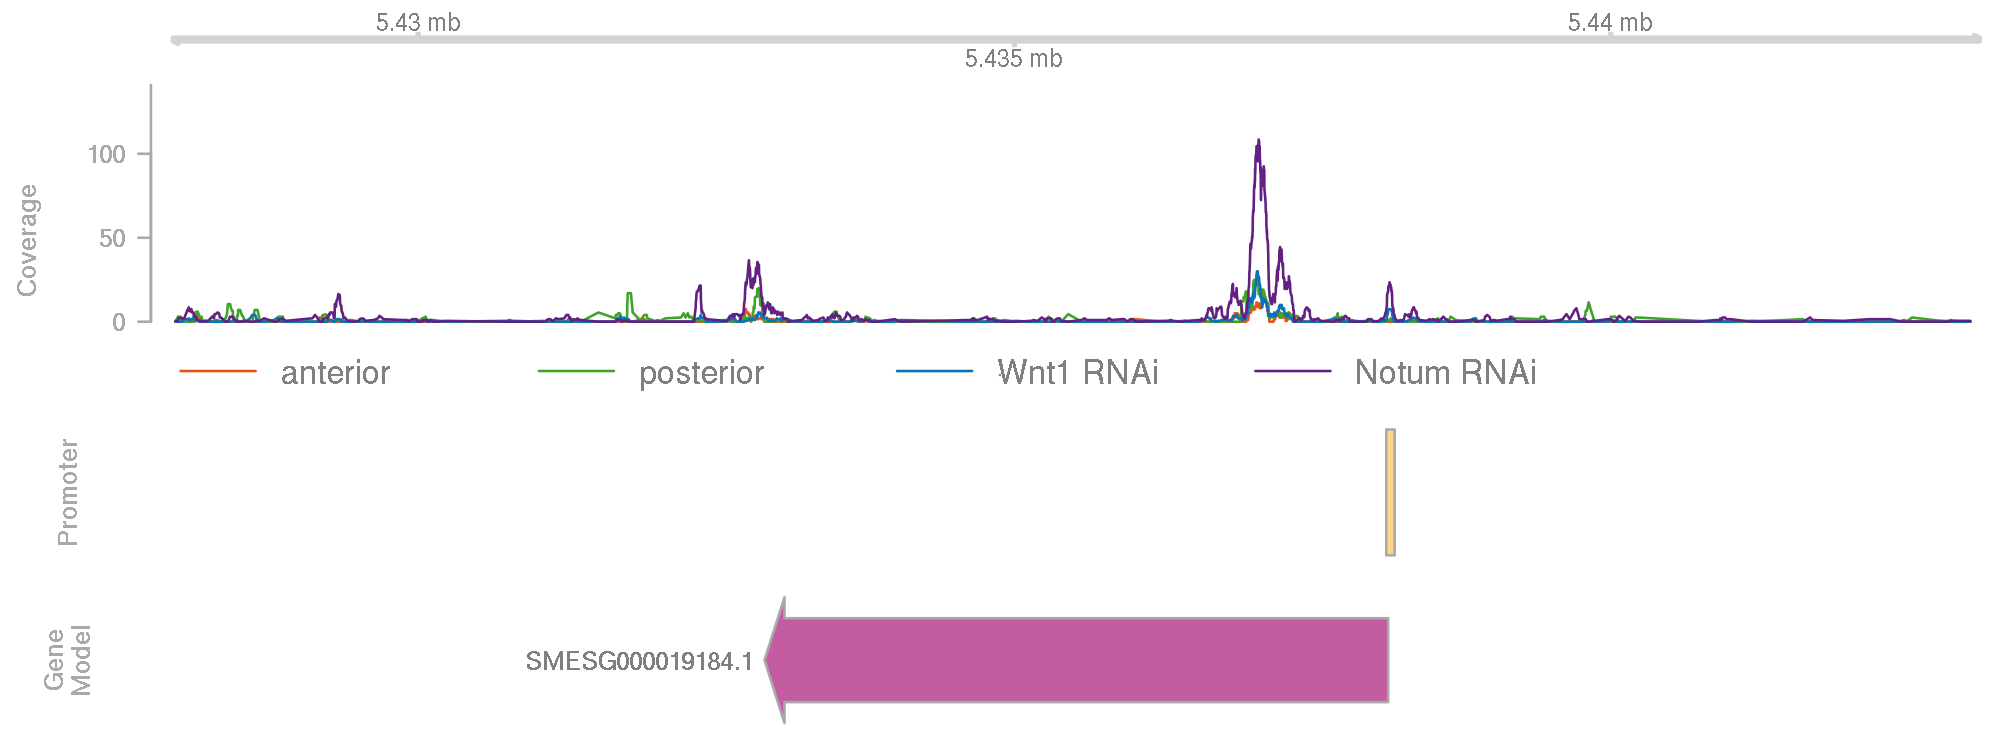 5.43 mb
5.44 mb
5.435 mb
Coverage
100
50
0
anterior posterior Wnt1 RNAi Notum RNAi
Promoter
Gene
Model
SMESG000019184.1